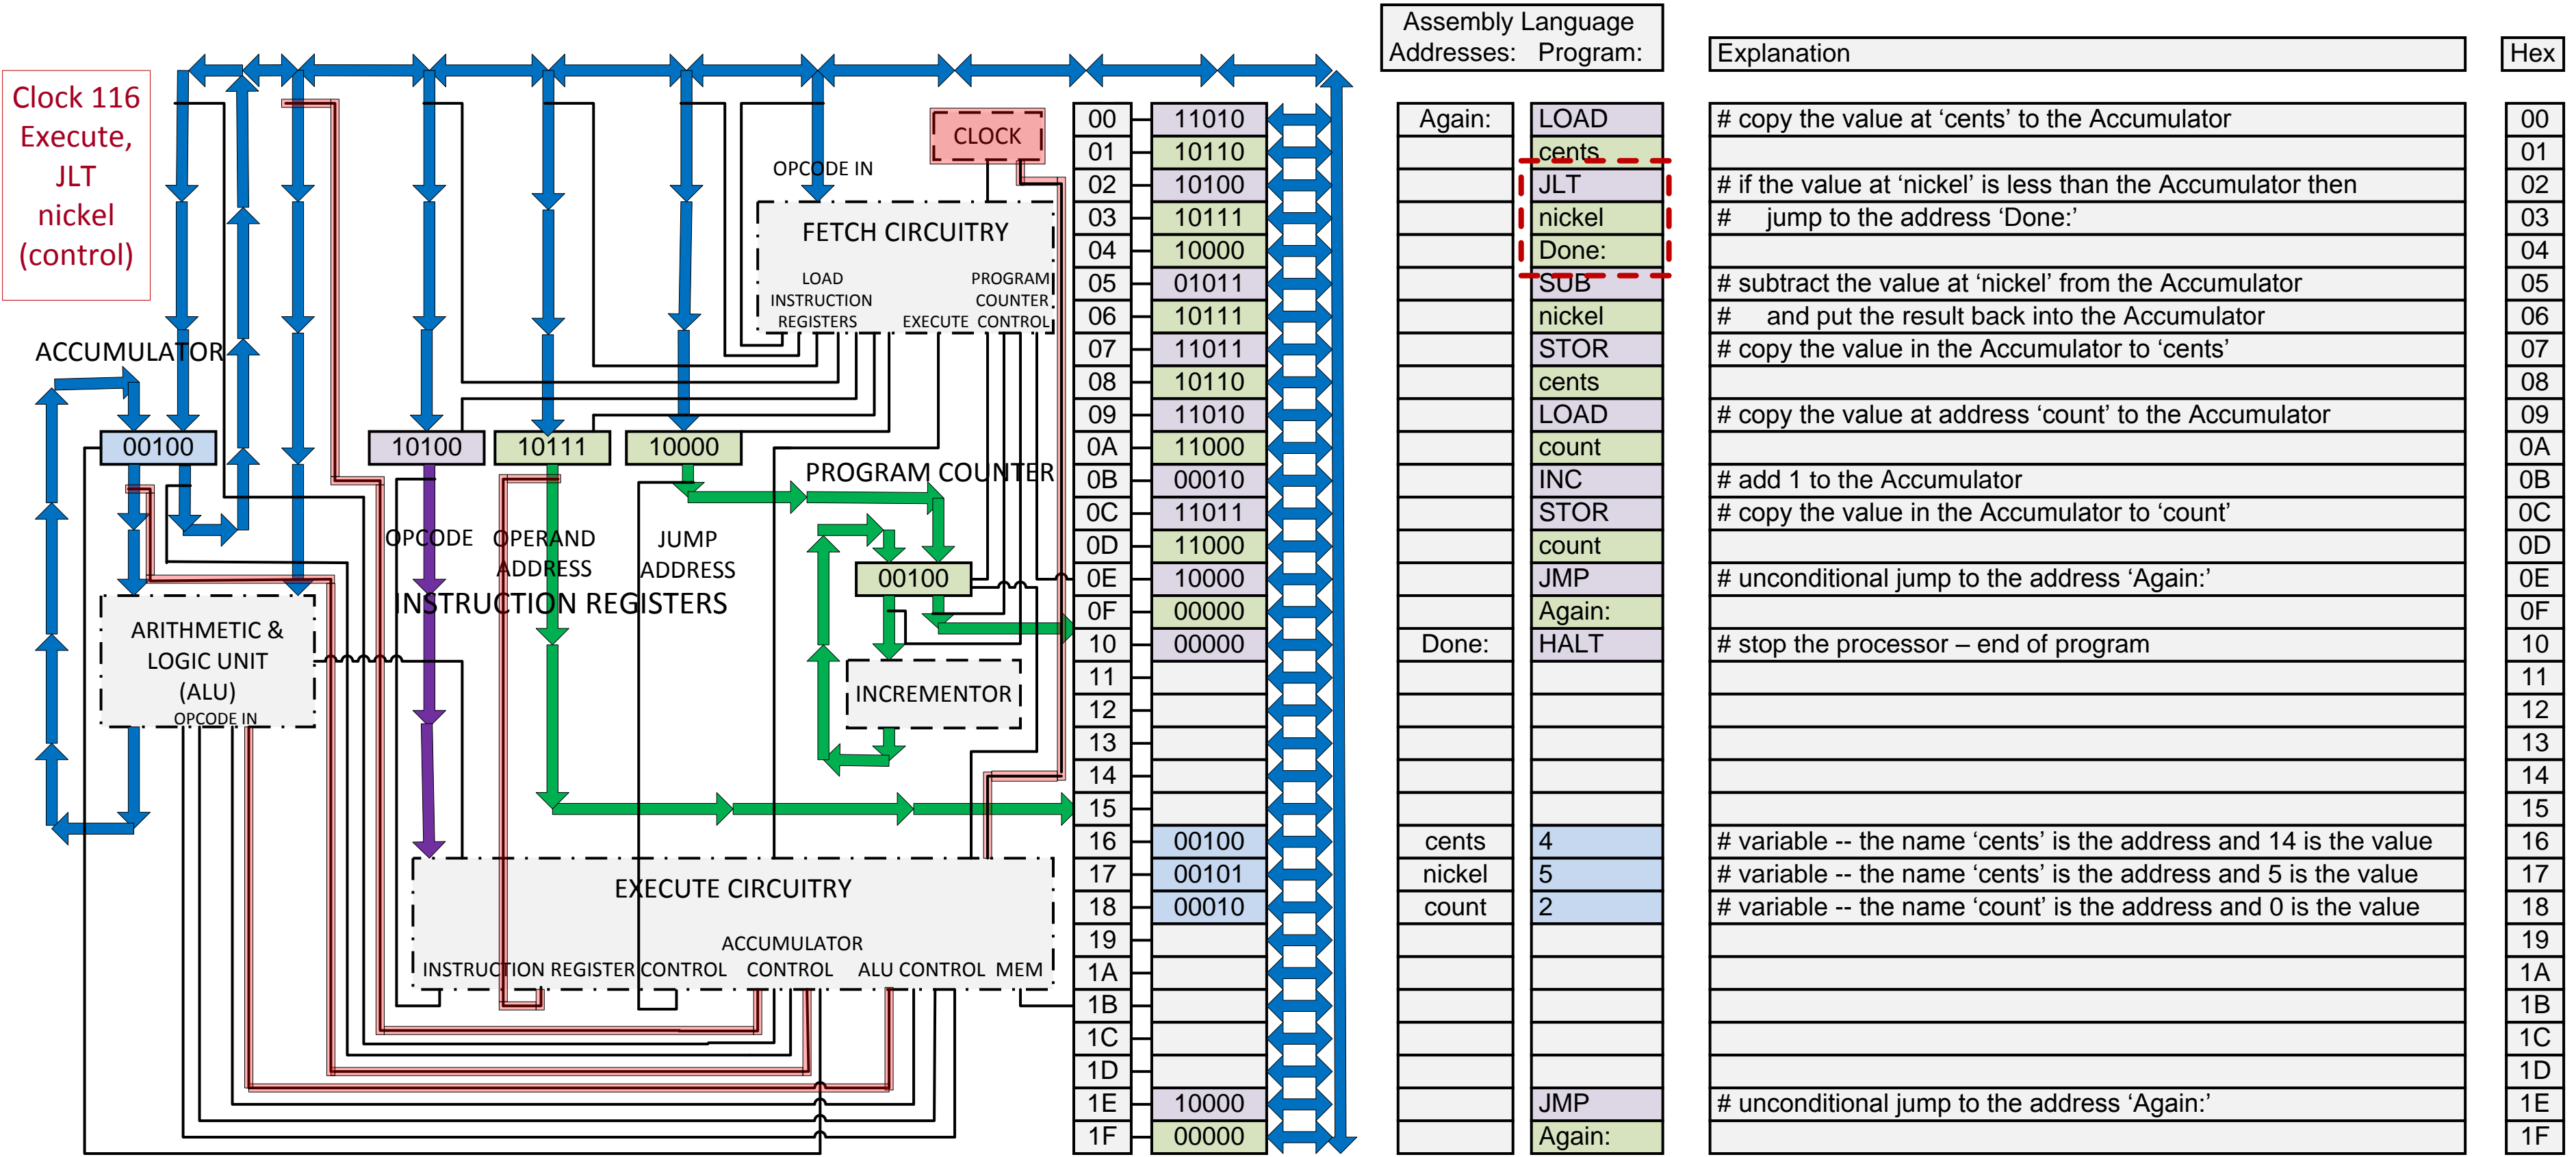 Assembly Language
Addresses: Program:
Explanation
Hex
Clock 116
Execute,
JLT
nickel
(control)
CLOCK
OPCODE IN
FETCH CIRCUITRY
LOAD
INSTRUCTION
REGISTERS
EXECUTE
PROGRAM
COUNTER
CONTROL
ACCUMULATOR
00100
10100
10111
10000
PROGRAM COUNTER
OPCODE
OPERAND
ADDRESS
JUMP
ADDRESS
INSTRUCTION REGISTERS
00100
INCREMENTOR
ARITHMETIC &
LOGIC UNIT
(ALU)
OPCODE IN
EXECUTE CIRCUITRY
INSTRUCTION REGISTER CONTROL
ACCUMULATOR
CONTROL
ALU CONTROL
MEM
00 11010 Again: LOAD # copy the value at ‘cents’ to the Accumulator 00
01 10110 cents 01
02 10100 JLT # if the value at ‘nickel’ is less than the Accumulator then 02
03 10111 nickel # jump to the address ‘Done:’ 03
04 10000 Done: 04
05 01011 SUB # subtract the value at ‘nickel’ from the Accumulator 05
06 10111 nickel # and put the result back into the Accumulator 06
07 11011 STOR # copy the value in the Accumulator to ‘cents’ 07
08 10110 cents 08
09 11010 LOAD # copy the value at address ‘count’ to the Accumulator 09
0A 11000 count 0A
0B 00010 INC # add 1 to the Accumulator 0B
0C 11011 STOR # copy the value in the Accumulator to ‘count’ 0C
0D 11000 count 0D
0E 10000 JMP # unconditional jump to the address ‘Again:’ 0E
0F 00000 Again: 0F
10 00000 Done: HALT # stop the processor – end of program 10
11 11
12 12
13 13
14 14
15 15
16 00100 cents 4 # variable -- the name ‘cents’ is the address and 14 is the value 16
17 00101 nickel 5 # variable -- the name ‘cents’ is the address and 5 is the value 17
18 00010 count 2 # variable -- the name ‘count’ is the address and 0 is the value 18
19 19
1A 1A
1B 1B
1C 1C
1D 1D
1E 10000 JMP # unconditional jump to the address ‘Again:’ 1E
1F 00000 Again: 1F